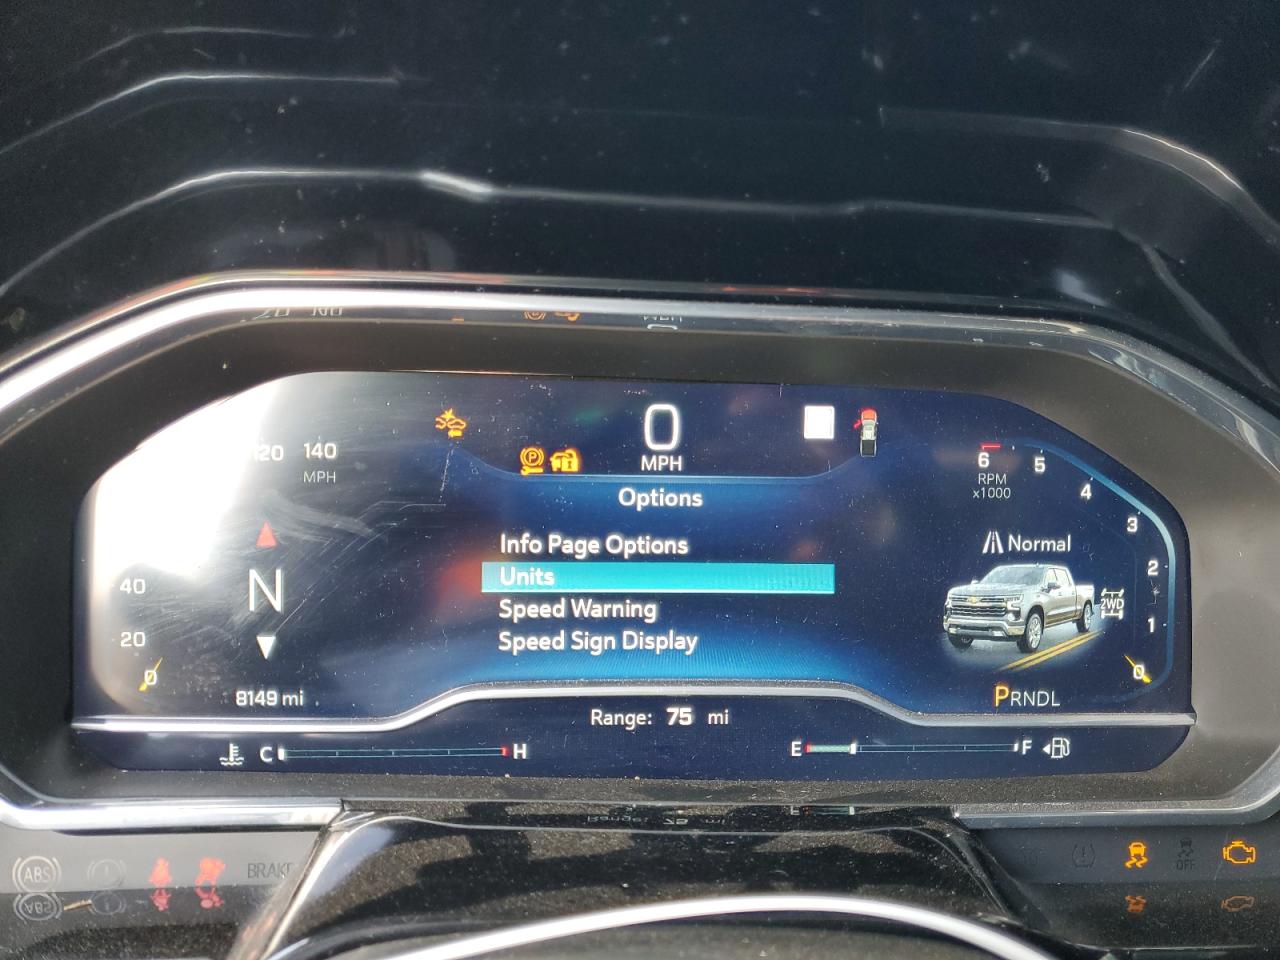 0
MPH
120 140
MPH
Options
Info Page Options
Units
Speed Warning
Speed Sign Display
N
40
20
0
8149 mi
Range: 75 mi
C H
E F
6 5 4 3 2 1 0
RPM
x1000
Normal
2WD
PRNDL
P
ABS
BRAKE
OFF